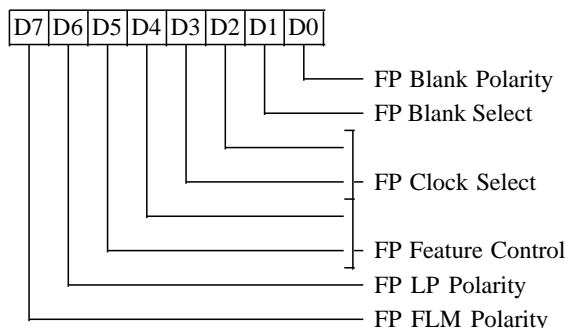 D7 D6 D5 D4 D3 D2 D1 D0
FP Blank Polarity
FP Blank Select
FP Clock Select
FP Feature Control
FP LP Polarity
FP FLM Polarity